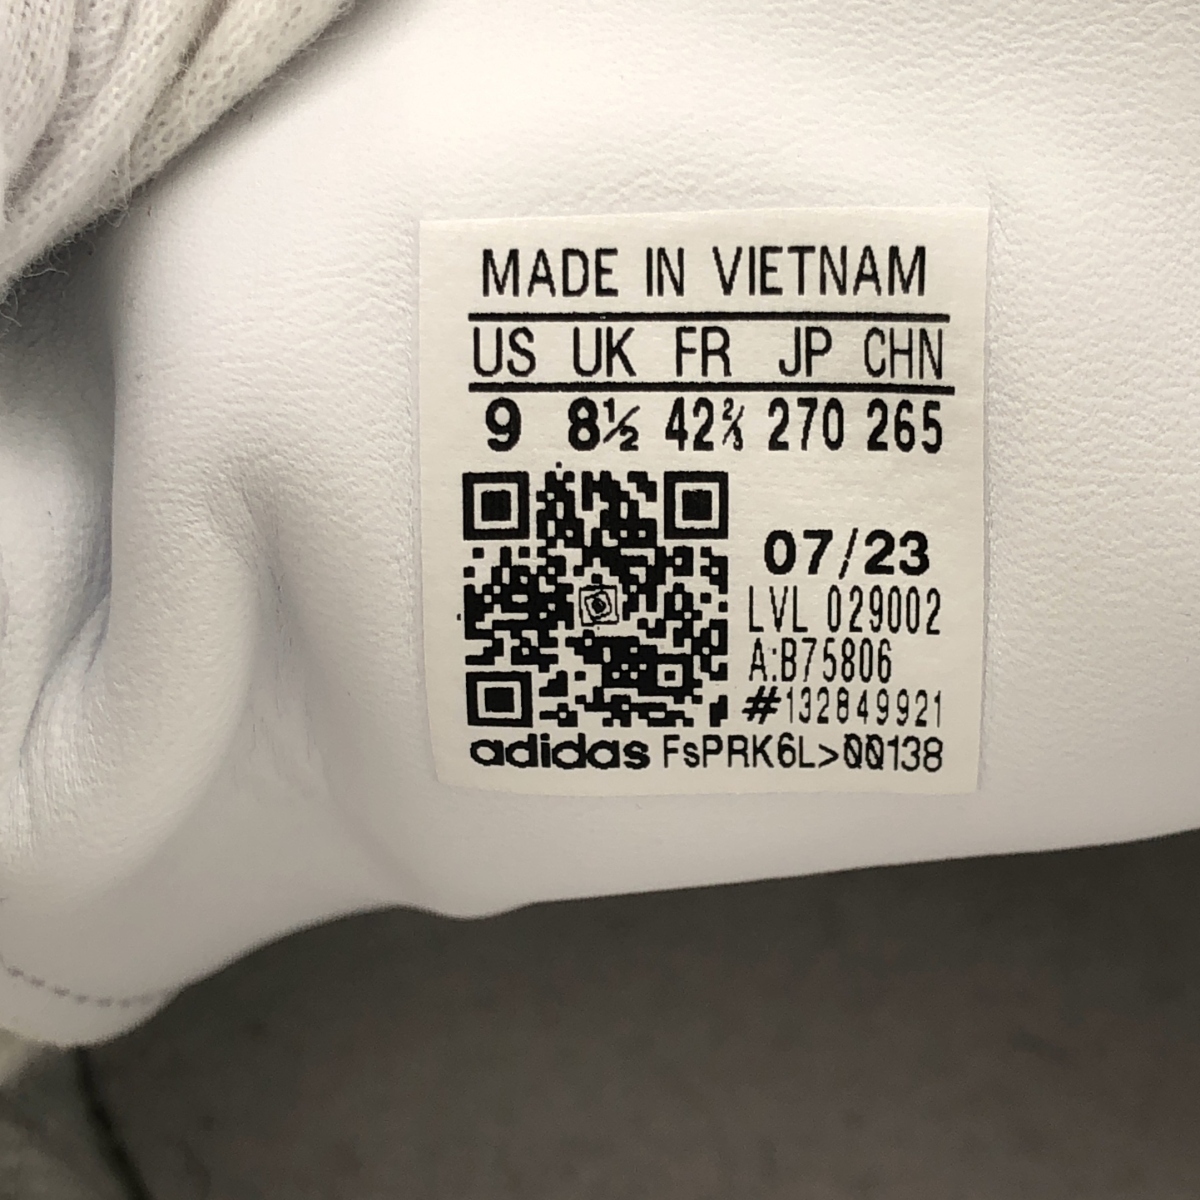 MADE IN VIETNAM
US UK FR JP CHN
9 8½ 42⅔ 270 265
07/23
LVL 029002
A:B75806
#132849921
adidas FsPRK6L>00138